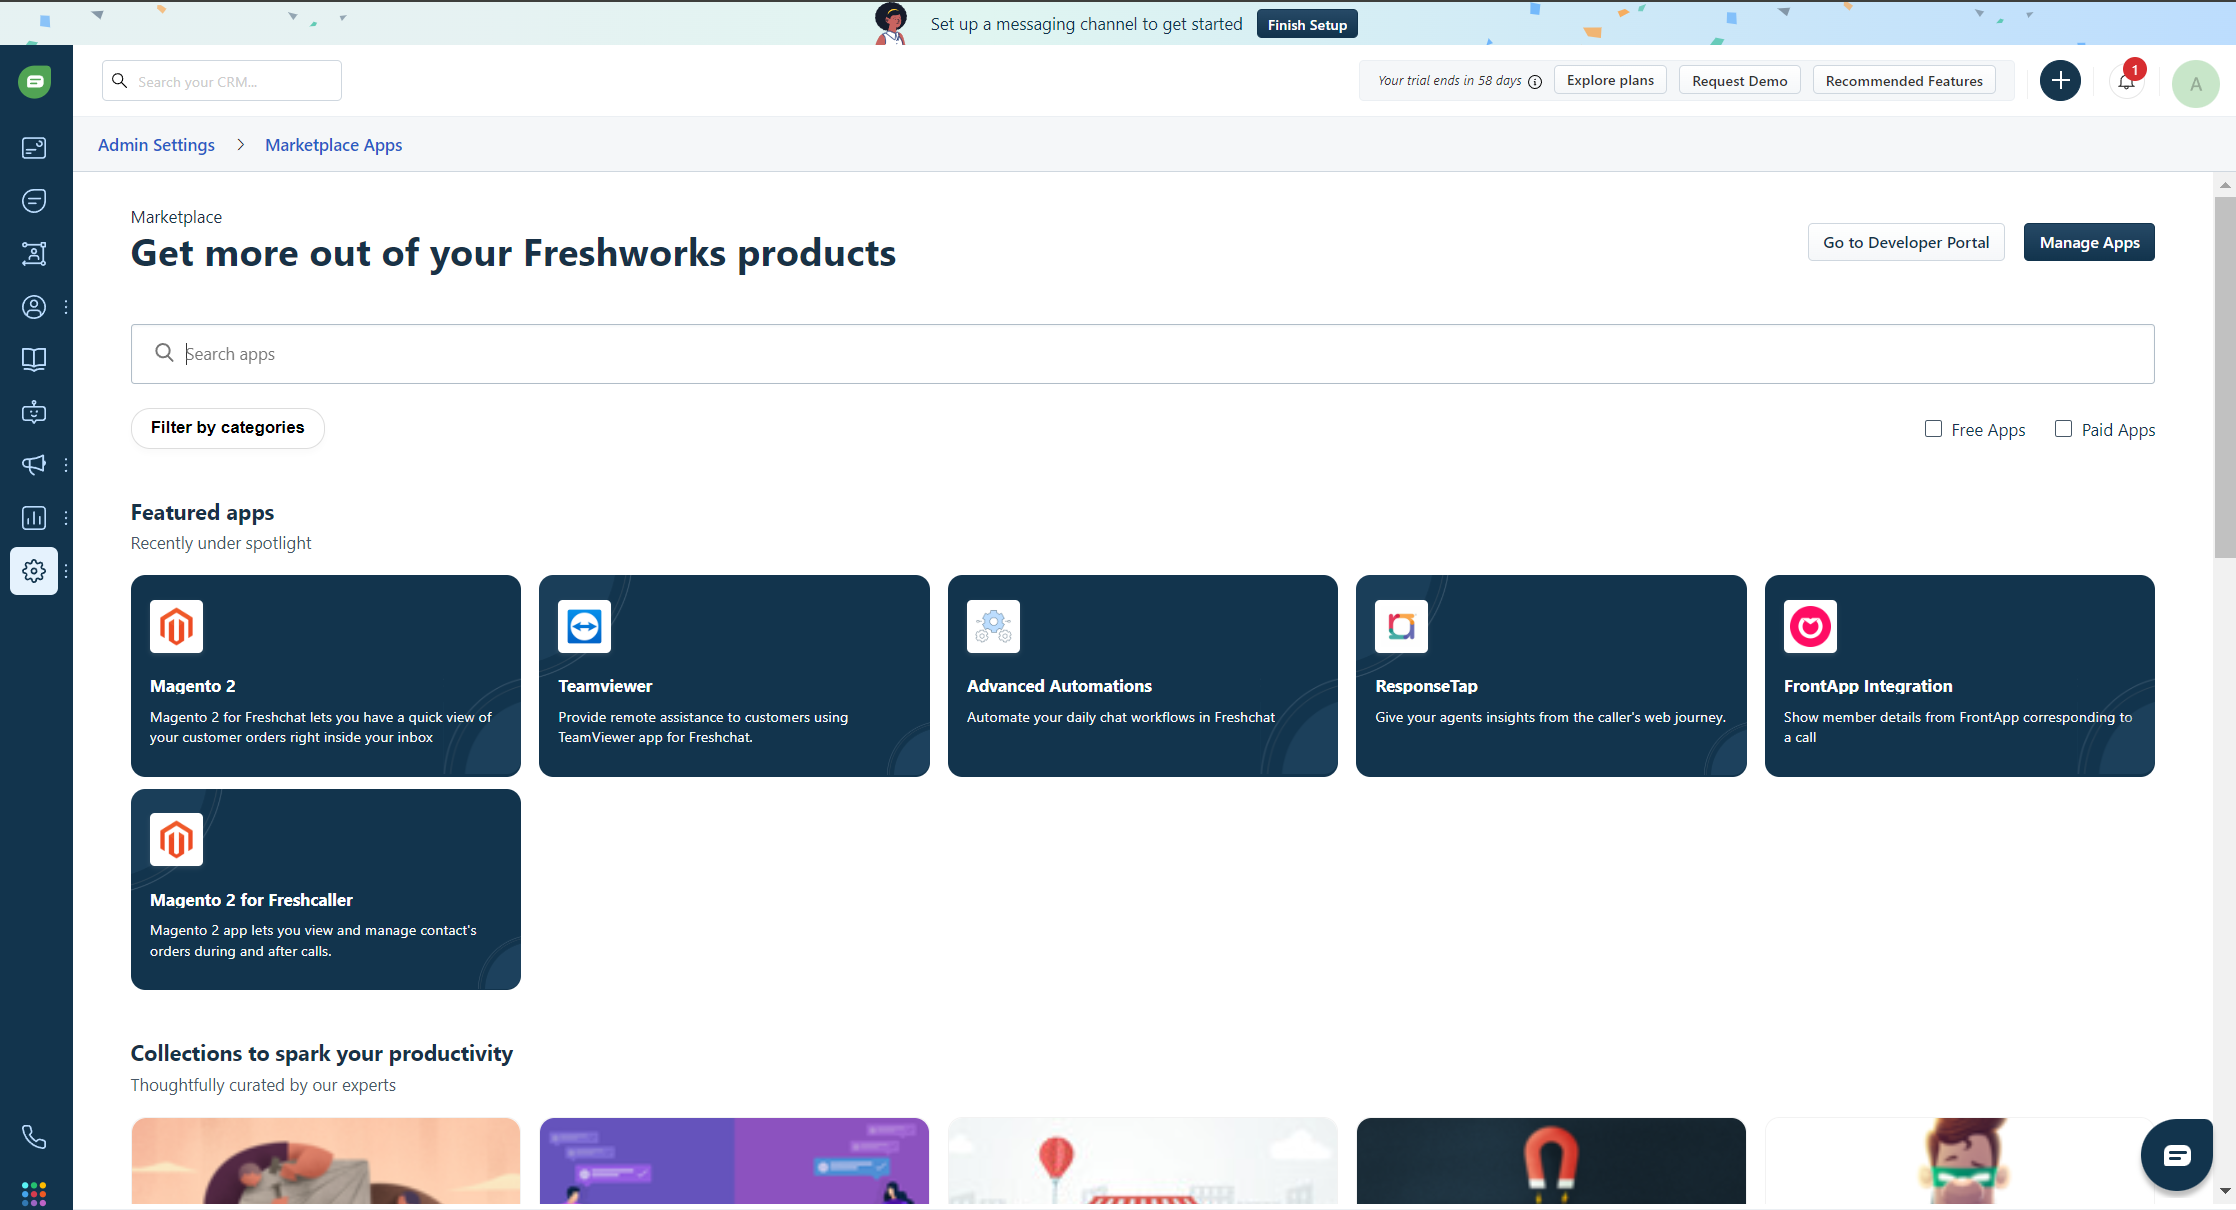 Set up a messaging channel to get started
Finish Setup
Search your CRM...
Your trial ends in 58 days
Explore plans
Request Demo
Recommended Features
1
A
Admin Settings
Marketplace Apps
Marketplace
Get more out of your Freshworks products
Go to Developer Portal
Manage Apps
Search apps
Filter by categories
Free Apps
Paid Apps
Featured apps
Recently under spotlight
Magento 2
Magento 2 for Freshchat lets you have a quick view of
your customer orders right inside your inbox
Teamviewer
Provide remote assistance to customers using
TeamViewer app for Freshchat.
Advanced Automations
Automate your daily chat workflows in Freshchat
ResponseTap
Give your agents insights from the caller's web journey.
FrontApp Integration
Show member details from FrontApp corresponding to
a call
Magento 2 for Freshcaller
Magento 2 app lets you view and manage contact's
orders during and after calls.
Collections to spark your productivity
Thoughtfully curated by our experts